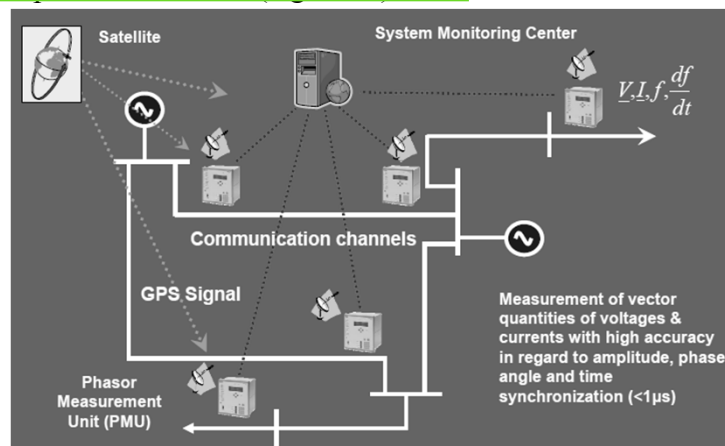 Satellite
System Monitoring Center
V,I,f,df/dt
Communication channels
GPS Signal
Measurement of vector
quantities of voltages &
currents with high accuracy
in regard to amplitude, phase
angle and time
synchronization (<1µs)
Phasor
Measurement
Unit (PMU)